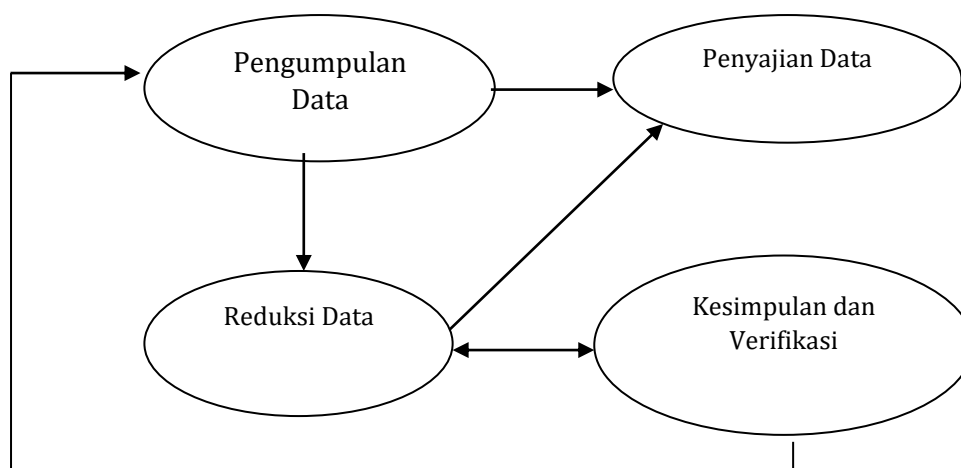 Pengumpulan
Data
Penyajian Data
Reduksi Data
Kesimpulan dan
Verifikasi